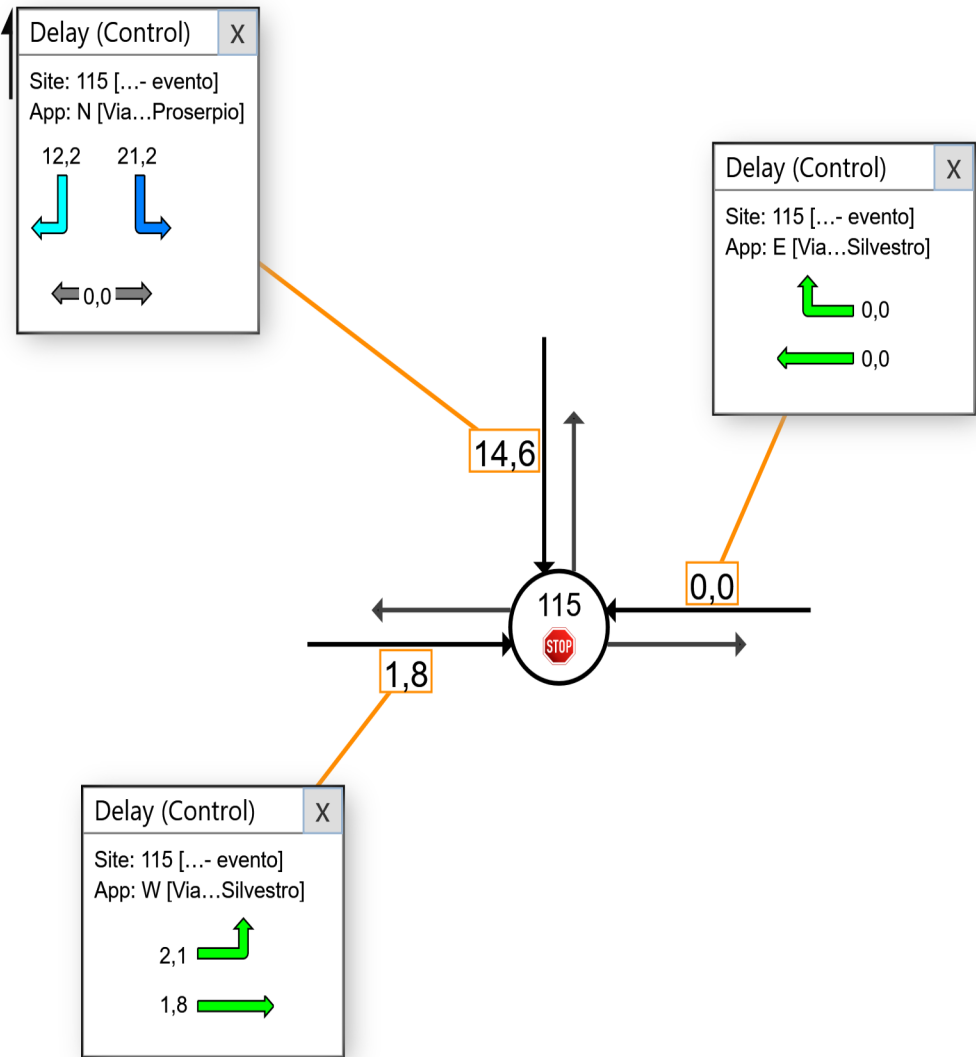 Delay (Control) X
Site: 115 [...- evento]
App: N [Via...Proserpio]
12,2 21,2
0,0
Delay (Control) X
Site: 115 [...- evento]
App: E [Via...Silvestro]
0,0
0,0
14,6
0,0
115
STOP
1,8
Delay (Control) X
Site: 115 [...- evento]
App: W [Via...Silvestro]
2,1
1,8